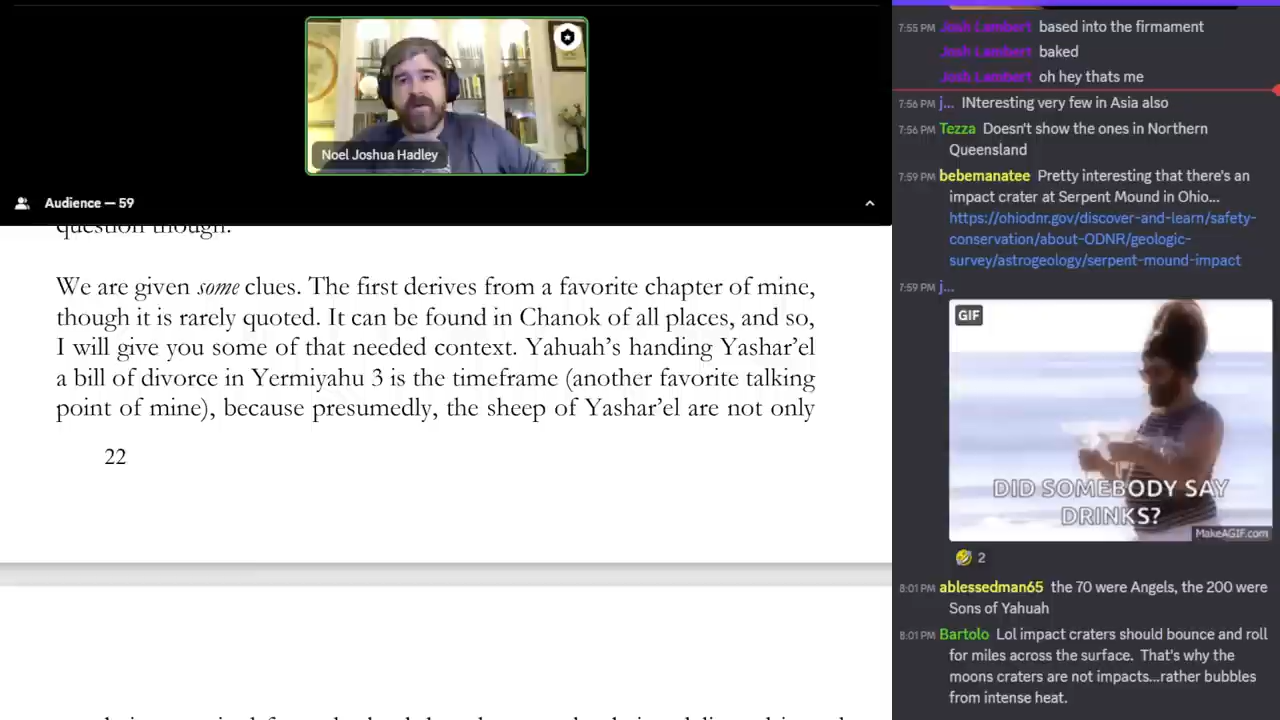 Noel Joshua Hadley
Audience — 59
question though.
We are given some clues. The first derives from a favorite chapter of mine,
though it is rarely quoted. It can be found in Chanok of all places, and so,
I will give you some of that needed context. Yahuah’s handing Yashar’el
a bill of divorce in Yermiyahu 3 is the timeframe (another favorite talking
point of mine), because presumedly, the sheep of Yashar’el are not only
22
7:55 PM Josh Lambert based into the firmament
Josh Lambert baked
Josh Lambert oh hey thats me
7:56 PM j... INteresting very few in Asia also
7:56 PM Tezza Doesn't show the ones in Northern
Queensland
7:59 PM bebemanatee Pretty interesting that there's an
impact crater at Serpent Mound in Ohio...
https://ohiodnr.gov/discover-and-learn/safety-
conservation/about-ODNR/geologic-
survey/astrogeology/serpent-mound-impact
7:59 PM j...
GIF
DID SOMEBODY SAY
DRINKS?
MakeAGIF.com
2
8:01 PM ablessedman65 the 70 were Angels, the 200 were
Sons of Yahuah
8:01 PM Bartolo Lol impact craters should bounce and roll
for miles across the surface. That's why the
moons craters are not impacts...rather bubbles
from intense heat.